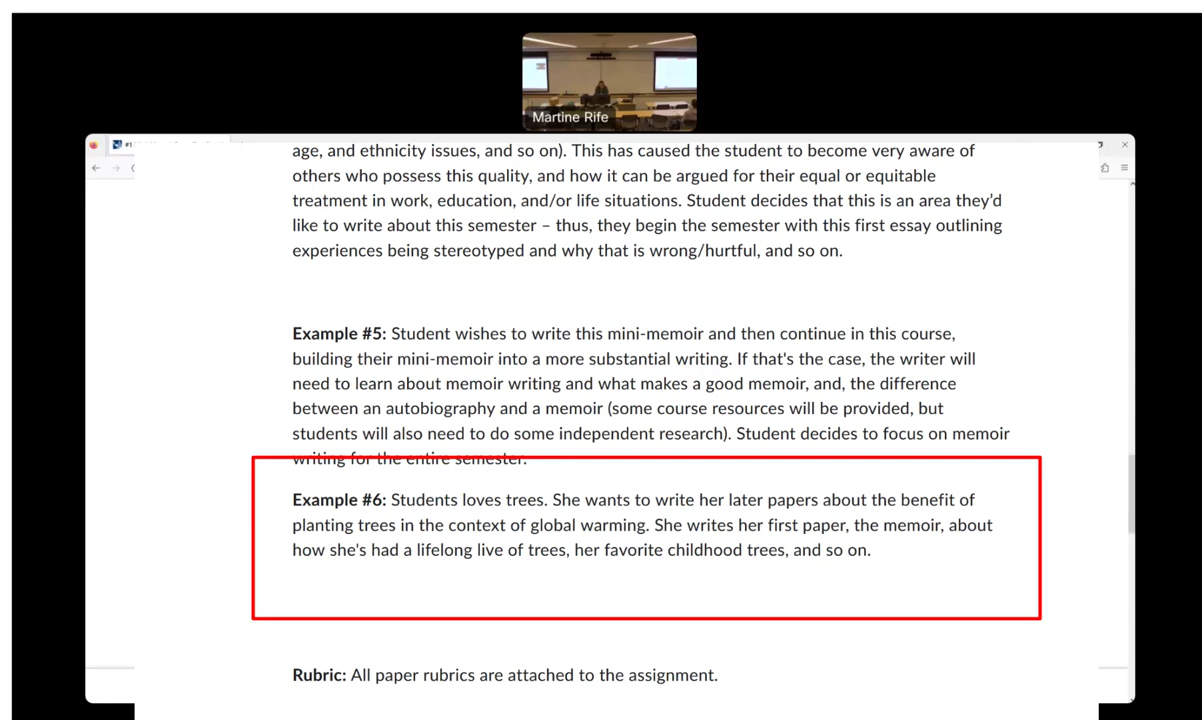 Martine Rife
#1
age, and ethnicity issues, and so on). This has caused the student to become very aware of
others who possess this quality, and how it can be argued for their equal or equitable
treatment in work, education, and/or life situations. Student decides that this is an area they'd
like to write about this semester – thus, they begin the semester with this first essay outlining
experiences being stereotyped and why that is wrong/hurtful, and so on.
Example #5: Student wishes to write this mini-memoir and then continue in this course,
building their mini-memoir into a more substantial writing. If that's the case, the writer will
need to learn about memoir writing and what makes a good memoir, and, the difference
between an autobiography and a memoir (some course resources will be provided, but
students will also need to do some independent research). Student decides to focus on memoir
writing for the entire semester.
Example #6: Students loves trees. She wants to write her later papers about the benefit of
planting trees in the context of global warming. She writes her first paper, the memoir, about
how she's had a lifelong live of trees, her favorite childhood trees, and so on.
Rubric: All paper rubrics are attached to the assignment.